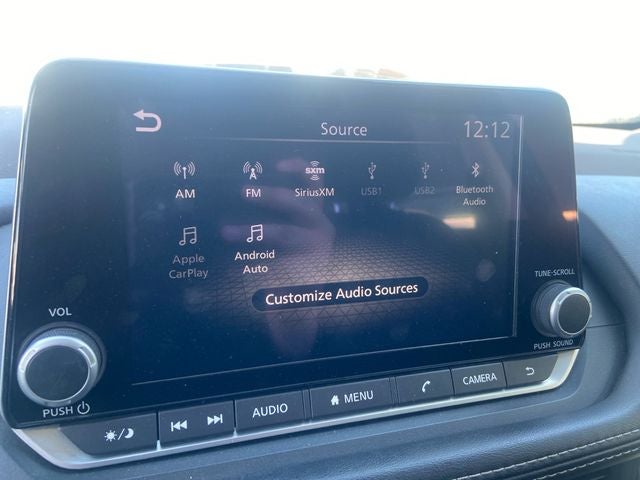 Source 12:12
AM FM SiriusXM USB1 USB2 Bluetooth
Audio
sxm
Apple
CarPlay
Android
Auto
Customize Audio Sources
VOL
PUSH
TUNE-SCROLL
PUSH SOUND
AUDIO
MENU
CAMERA